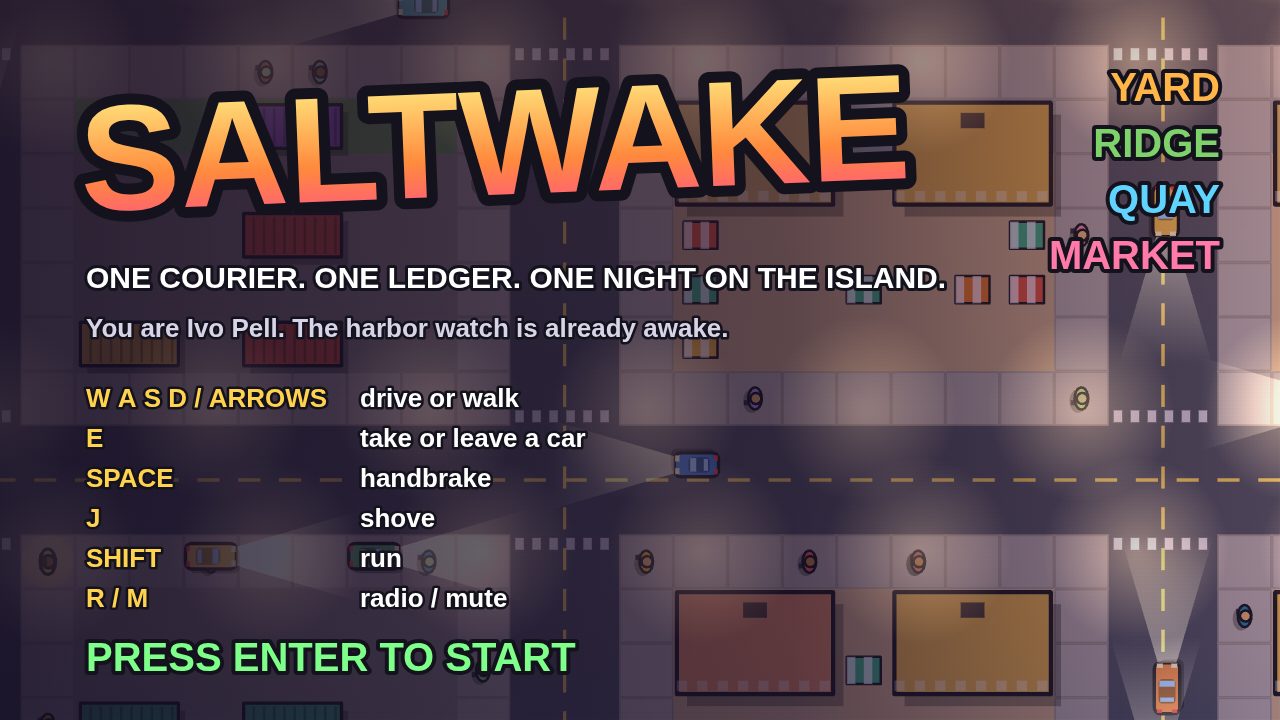 SALTWAKE
YARD
RIDGE
QUAY
MARKET
ONE COURIER. ONE LEDGER. ONE NIGHT ON THE ISLAND.
You are Ivo Pell. The harbor watch is already awake.
W A S D / ARROWS drive or walk
E take or leave a car
SPACE handbrake
J shove
SHIFT run
R / M radio / mute
PRESS ENTER TO START